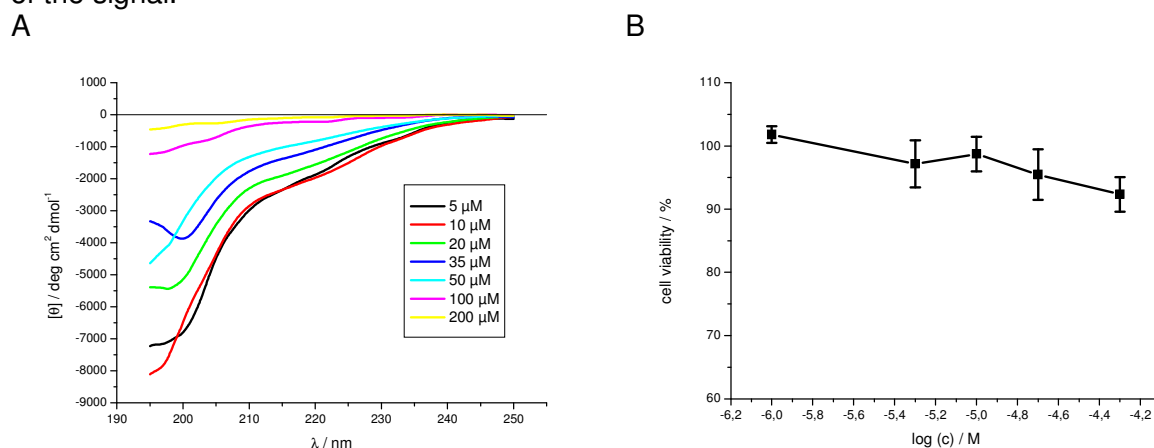 of the signal.
A
B
1000
0
-1000
-2000
-3000
-4000
-5000
-6000
-7000
-8000
-9000
[θ] / deg cm² dmol⁻¹
190 200 210 220 230 240 250
λ / nm
5 µM
10 µM
20 µM
35 µM
50 µM
100 µM
200 µM
110
100
90
80
70
60
cell viability / %
-6,2 -6,0 -5,8 -5,6 -5,4 -5,2 -5,0 -4,8 -4,6 -4,4 -4,2
log (c) / M